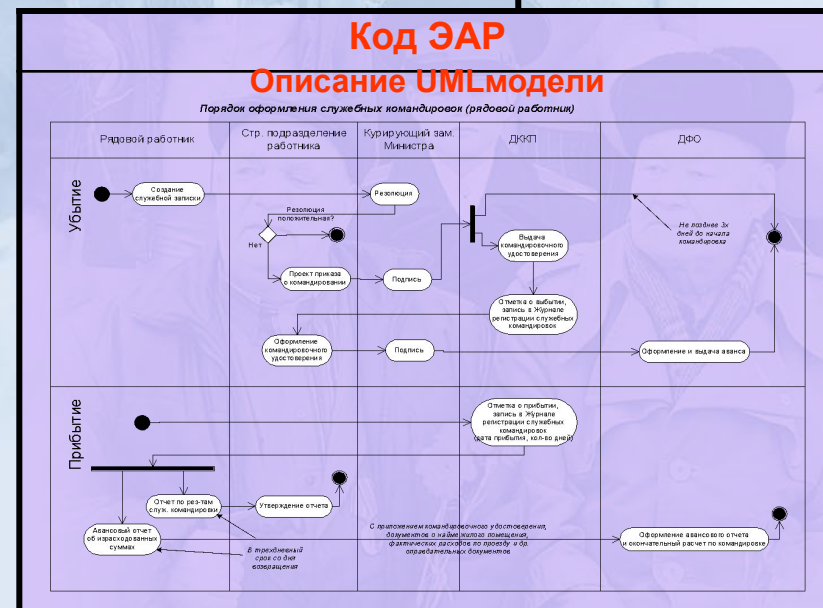 Код ЭАР
Описание UMLмодели
Порядок оформления служебных командировок (рядовой работник)
Рядовой работник
Стр. подразделение
работника
Курирующий зам.
Министра
ДККП
ДФО
Убытие
Создание
служебной записки
Резолюция
Резолюция
положительная?
Нет
Проект приказа
о командировании
Подпись
Выдача
командировочного
удостоверения
Не позднее 3х
дней до начала
командировка
Отметка о выбытии,
запись в Журнале
регистрации служебных
командировок
Оформление
командировочного
удостоверения
Подпись
Оформление и выдача аванса
Прибытие
Отметка о прибытии,
запись в Журнале
регистрации служебных
командировок
(дата прибытия, кол-во дней)
Отчет по рез-там
служ. командировки
Утверждение отчета
Авансовый отчет
об израсходованных
суммах
В трехдневный
срок со дня
возвращения
С приложением командировочного удостоверения,
документов о найме жилого помещения,
фактических расходов по проезду и др.
оправдательных документов
Оформление авансового отчета
и окончательный расчет по командировке